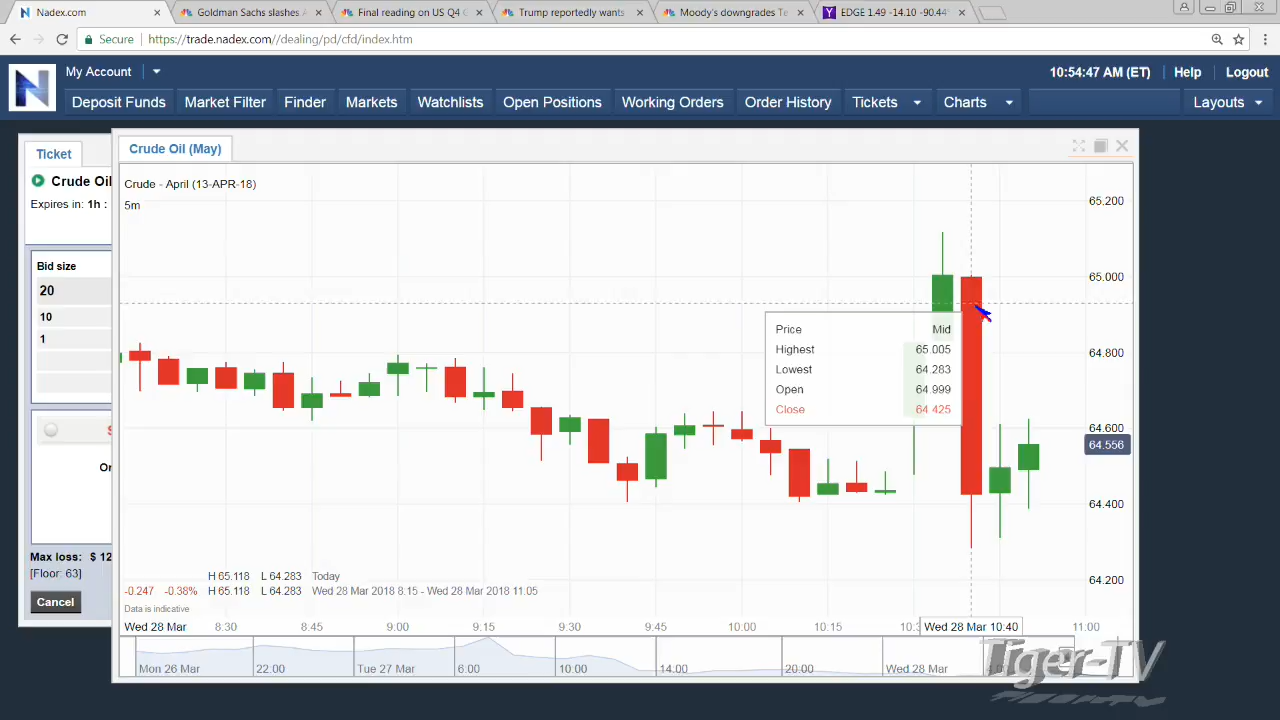 Nadex.com
Goldman Sachs slashes
Final reading on US Q4
Trump reportedly wants
Moody's downgrades Te
EDGE 1.49 -14.10 -90.44
Secure
https://trade.nadex.com//dealing/pd/cfd/index.htm
My Account
10:54:47 AM (ET)
Help
Logout
Deposit Funds
Market Filter
Finder
Markets
Watchlists
Open Positions
Working Orders
Order History
Tickets
Charts
Layouts
Ticket
Crude Oil
Expires in: 1h :
Bid size
20
10
1
Or
Max loss: $ 12
[Floor: 63]
Cancel
Crude Oil (May)
Crude - April (13-APR-18)
5m
65.200
65.000
64.800
64.600
64.556
64.400
64.200
Price Mid
Highest 65.005
Lowest 64.283
Open 64.999
Close 64.425
H 65.118 L 64.283 Today
-0.247 -0.38% H 65.118 L 64.283 Wed 28 Mar 2018 8.15 - Wed 28 Mar 2018 11.05
Data is indicative
Wed 28 Mar 8:30 8:45 9:00 9:15 9:30 9:45 10:00 10:15 Wed 28 Mar 10:40 11:00
Mon 26 Mar 22.00 Tue 27 Mar 6:00 10.00 14.00 20.00 Wed 28 Mar
Tiger-TV